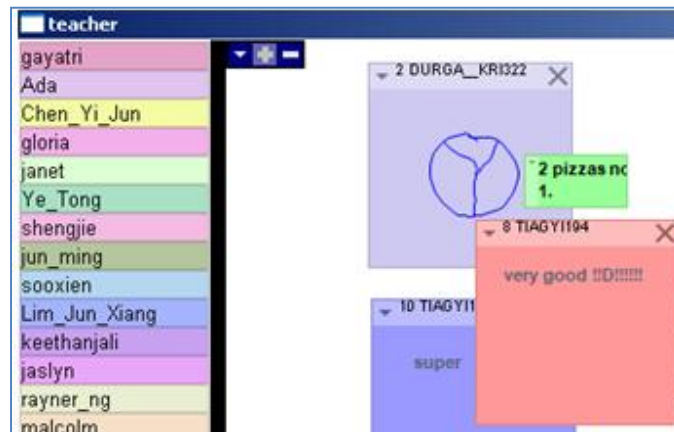 teacher
gayatri
Ada
Chen_Yi_Jun
gloria
janet
Ye_Tong
shengjie
jun_ming
sooxien
Lim_Jun_Xiang
keethanjali
jaslyn
rayner_ng
malcolm
2 DURGA__KRI322
2 pizzas no
1.
8 TIAGYI194
very good !!D!!!!!!
10 TIAGYI1
super